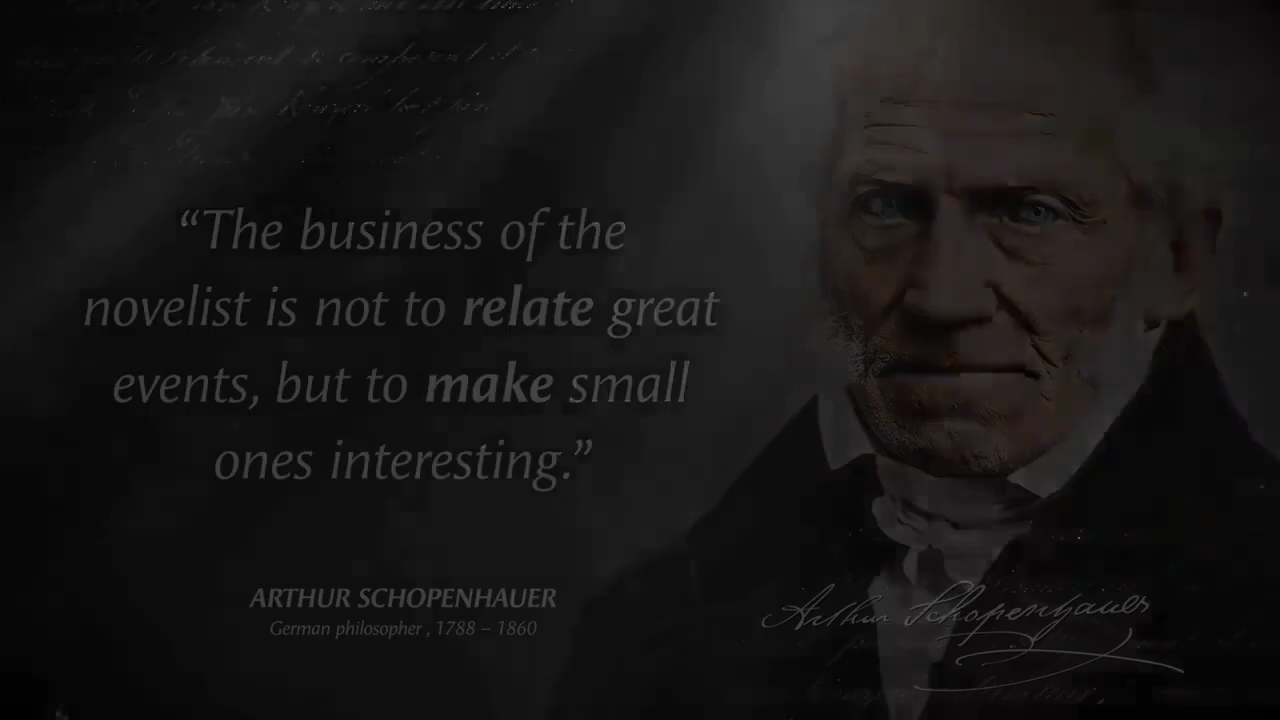 “The business of the
novelist is not to relate great
events, but to make small
ones interesting.”
ARTHUR SCHOPENHAUER
German philosopher , 1788 – 1860
Arthur Schopenhauer